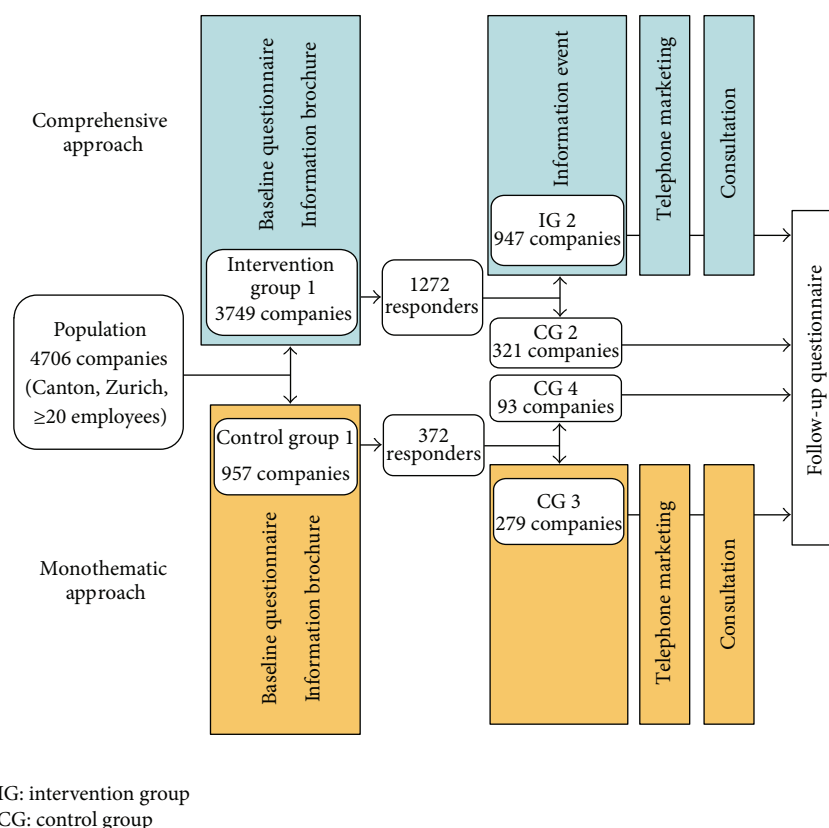 Comprehensive
approach
Baseline questionnaire
Information brochure
Intervention
group 1
3749 companies
1272
responders
Information event
IG 2
947 companies
Telephone marketing
Consultation
CG 2
321 companies
Population
4706 companies
(Canton, Zurich,
≥20 employees)
Follow-up questionnaire
CG 4
93 companies
Control group 1
957 companies
372
responders
CG 3
279 companies
Monothematic
approach
Baseline questionnaire
Information brochure
Telephone marketing
Consultation
IG: intervention group
CG: control group